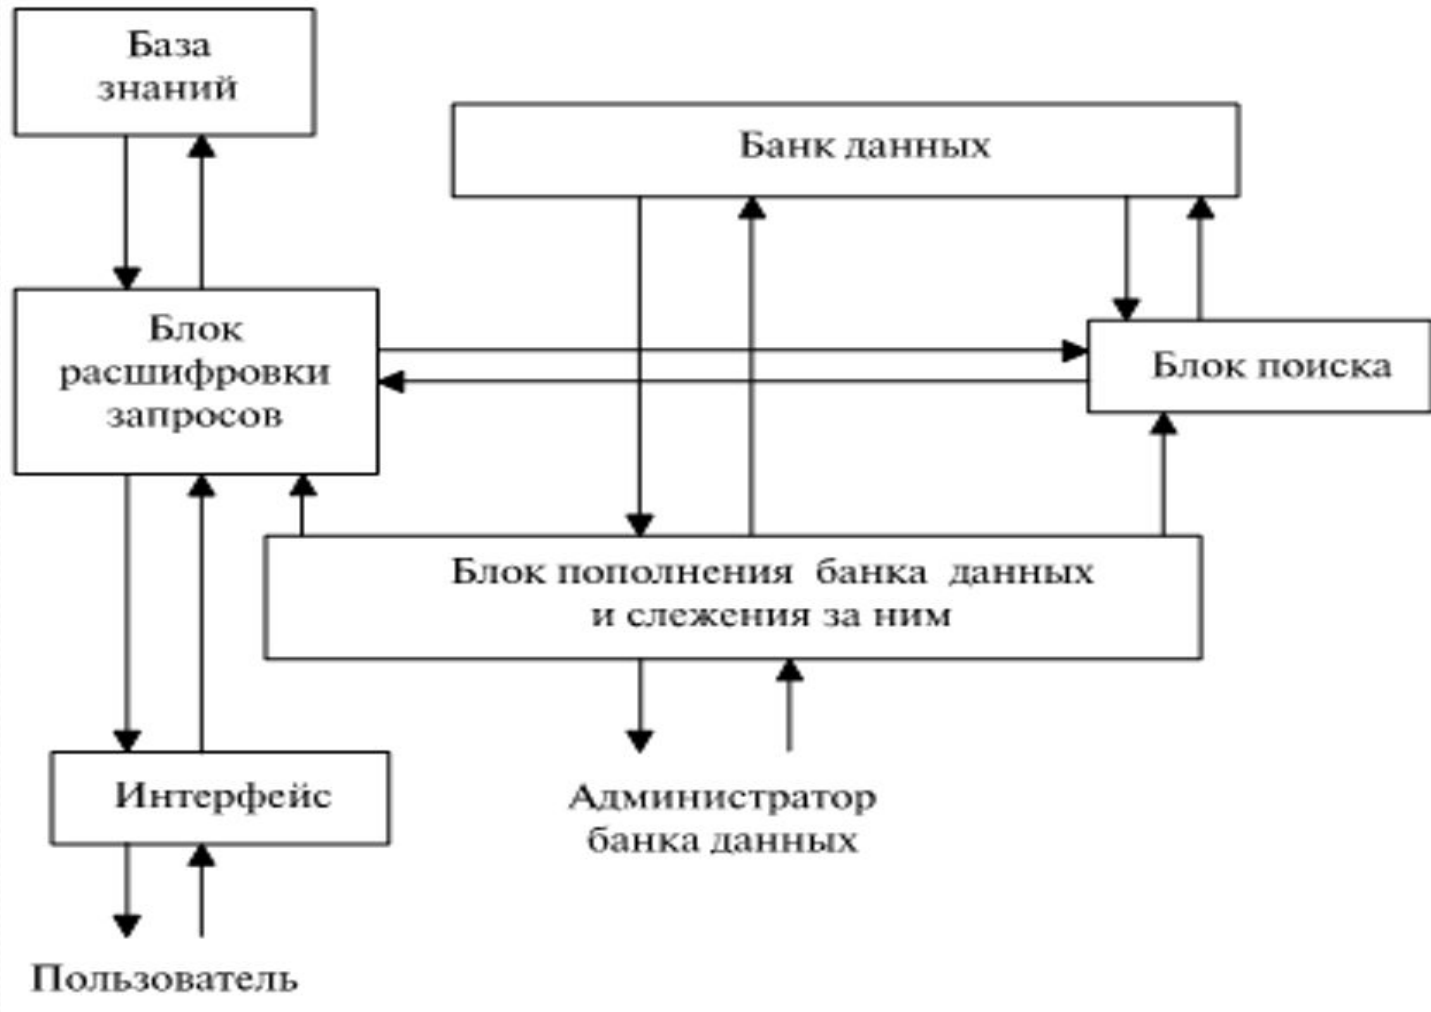 База
знаний
Банк данных
Блок
расшифровки
запросов
Блок поиска
Блок пополнения банка данных
и слежения за ним
Интерфейс
Администратор
банка данных
Пользователь